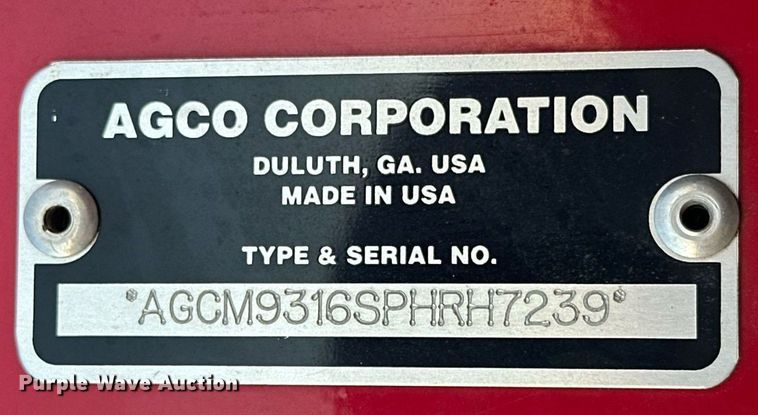 AGCO CORPORATION
DULUTH, GA. USA
MADE IN USA
TYPE & SERIAL NO.
*AGCM9316SPHRH7239*
Purple Wave Auction